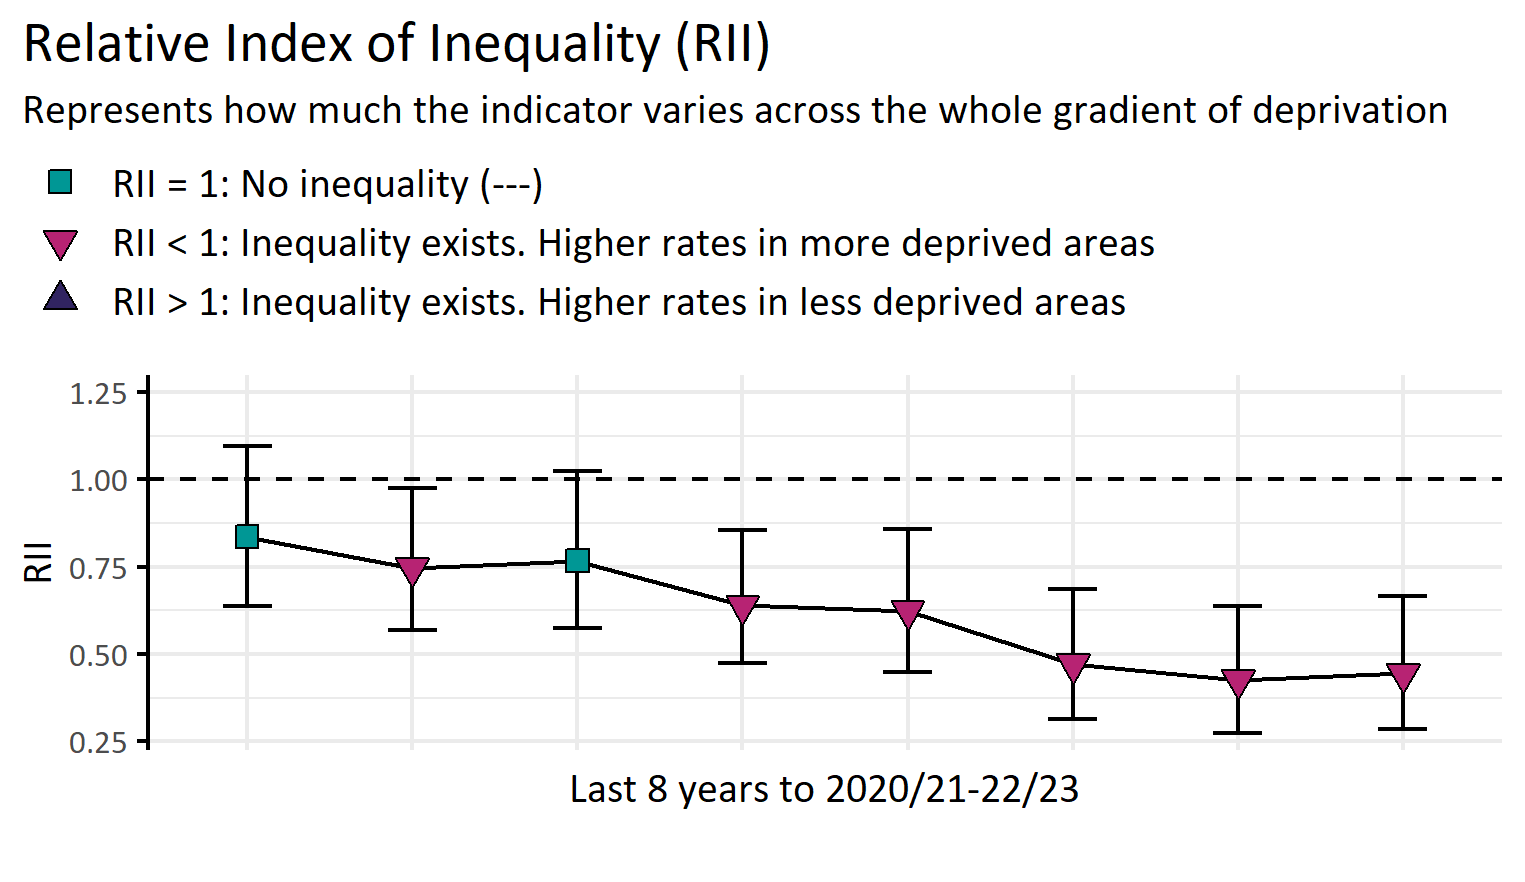 Relative Index of Inequality (RII)
Represents how much the indicator varies across the whole gradient of deprivation
RII = 1: No inequality (---)
RII < 1: Inequality exists. Higher rates in more deprived areas
RII > 1: Inequality exists. Higher rates in less deprived areas
1.25
1.00
0.75
0.50
0.25
RII
Last 8 years to 2020/21-22/23